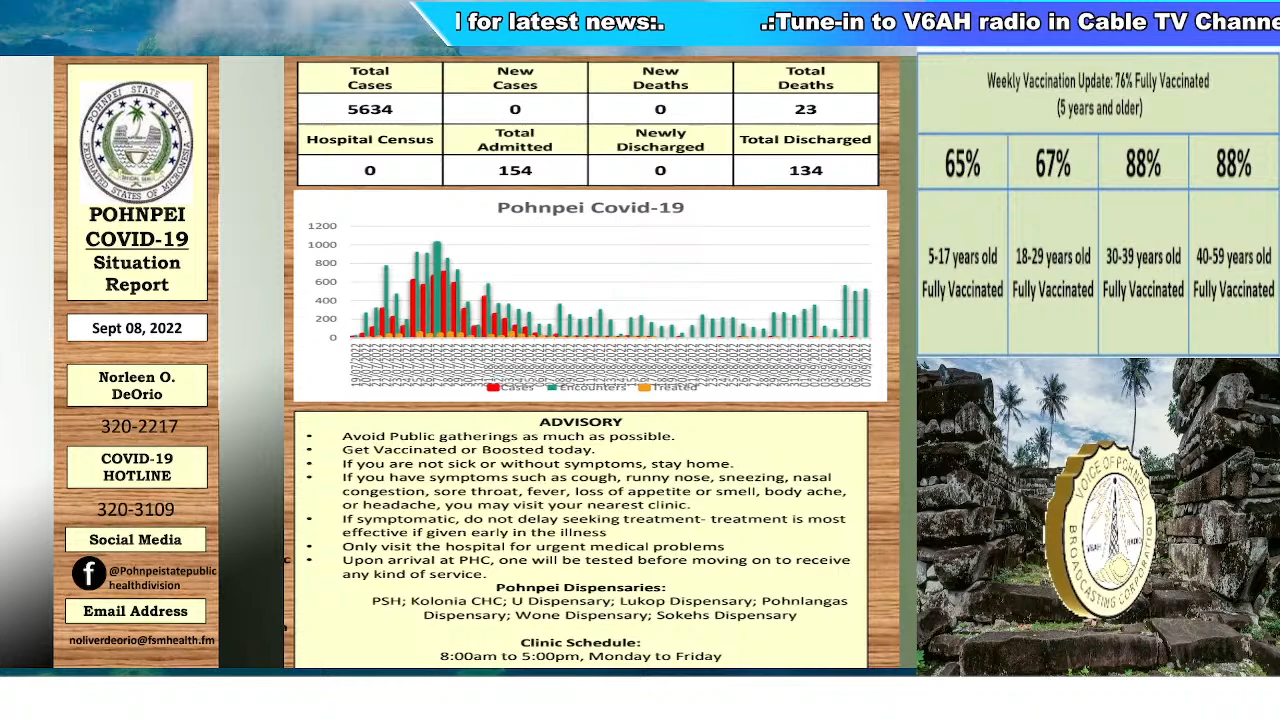 l for latest news:.
.:Tune-in to V6AH radio in Cable TV Channe
POHNPEI STATE SEAL
FEDERATED STATES OF MICRONESIA
POHNPEI
COVID-19
Situation
Report
Sept 08, 2022
Norleen O.
DeOrio
320-2217
COVID-19
HOTLINE
320-3109
Social Media
@Pohnpeistatepublic
healthdivision
Email Address
noliverdeorio@fsmhealth.fm
Total Cases
New Cases
New Deaths
Total Deaths
5634
0
0
23
Hospital Census
Total Admitted
Newly Discharged
Total Discharged
0
154
0
134
Pohnpei Covid-19
1200
1000
800
600
400
200
0
Cases
Encounters
Treated
ADVISORY
• Avoid Public gatherings as much as possible.
• Get Vaccinated or Boosted today.
• If you are not sick or without symptoms, stay home.
• If you have symptoms such as cough, runny nose, sneezing, nasal
congestion, sore throat, fever, loss of appetite or smell, body ache,
or headache, you may visit your nearest clinic.
• If symptomatic, do not delay seeking treatment- treatment is most
effective if given early in the illness
• Only visit the hospital for urgent medical problems
• Upon arrival at PHC, one will be tested before moving on to receive
any kind of service.
Pohnpei Dispensaries:
PSH; Kolonia CHC; U Dispensary; Lukop Dispensary; Pohnlangas
Dispensary; Wone Dispensary; Sokehs Dispensary
Clinic Schedule:
8:00am to 5:00pm, Monday to Friday
Weekly Vaccination Update: 76% Fully Vaccinated
(5 years and older)
65%
67%
88%
88%
5-17 years old
Fully Vaccinated
18-29 years old
Fully Vaccinated
30-39 years old
Fully Vaccinated
40-59 years old
Fully Vaccinated
VOICE OF POHNPEI
V6AH RADIO
BROADCASTING CORPORATION